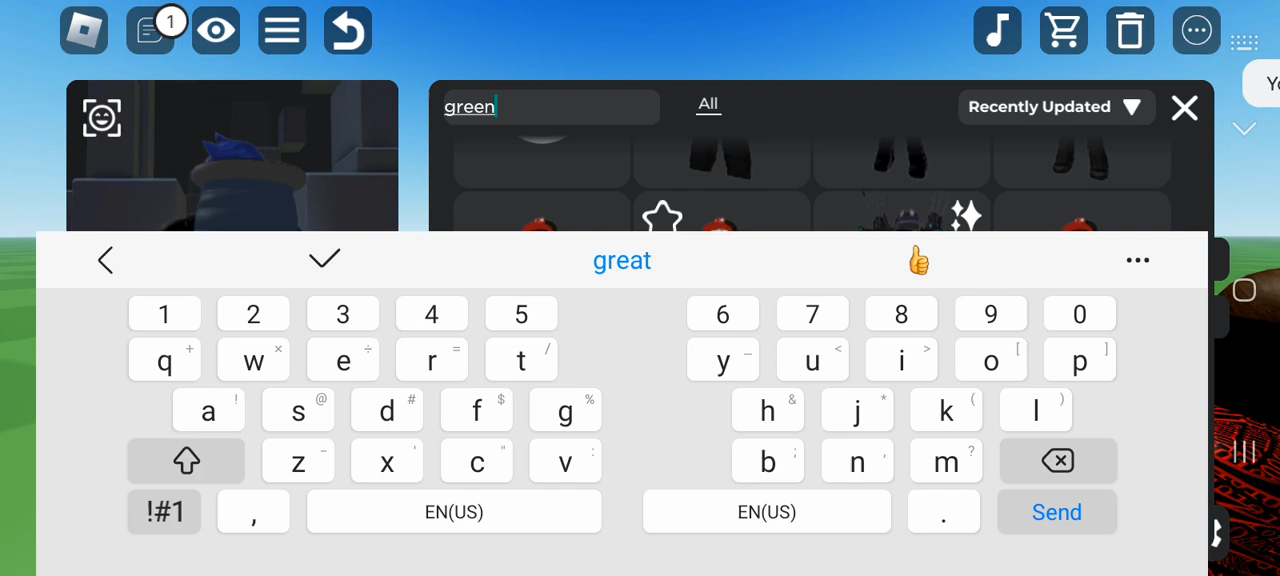 1
green
All
Recently Updated
great
1 2 3 4 5 6 7 8 9 0
q + w × e ÷ r = t / y _ u < i > o [ p ]
a ! s @ d # f $ g % h & j * k ( l )
z - x ' c " v : b ; n , m ?
!#1 , EN(US) EN(US) . Send